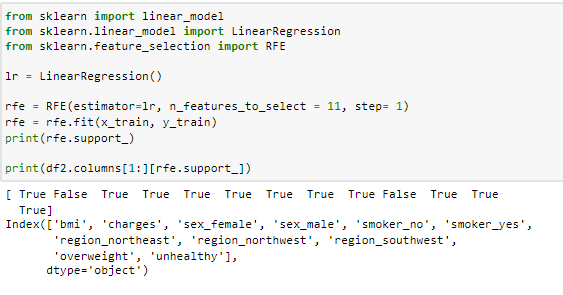 from sklearn import linear_model
from sklearn.linear_model import LinearRegression
from sklearn.feature_selection import RFE
lr = LinearRegression()
rfe = RFE(estimator=lr, n_features_to_select = 11, step= 1)
rfe = rfe.fit(x_train, y_train)
print(rfe.support_)
print(df2.columns[1:][rfe.support_])
[ True False  True  True  True  True  True  True  True False  True  True
  True]
Index(['bmi', 'charges', 'sex_female', 'sex_male', 'smoker_no', 'smoker_yes',
       'region_northeast', 'region_northwest', 'region_southwest',
       'overweight', 'unhealthy'],
      dtype='object')